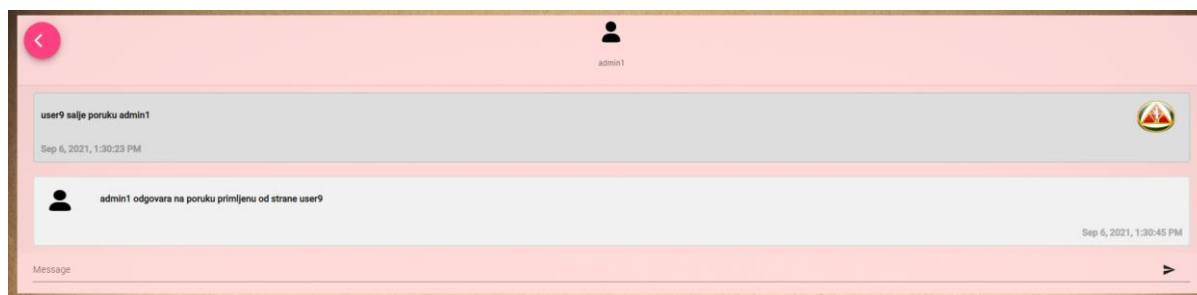 admin1
user9 salje poruku admin1
Sep 6, 2021, 1:30:23 PM
admin1 odgovara na poruku primljenu od strane user9
Sep 6, 2021, 1:30:45 PM
Message